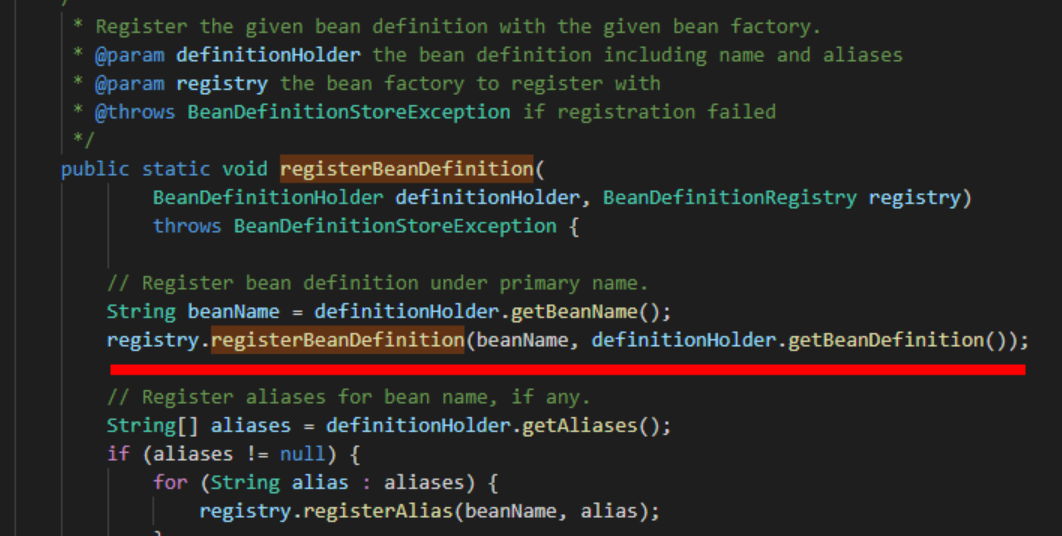 * Register the given bean definition with the given bean factory.
* @param definitionHolder the bean definition including name and aliases
* @param registry the bean factory to register with
* @throws BeanDefinitionStoreException if registration failed
*/
public static void registerBeanDefinition(
BeanDefinitionHolder definitionHolder, BeanDefinitionRegistry registry)
throws BeanDefinitionStoreException {
// Register bean definition under primary name.
String beanName = definitionHolder.getBeanName();
registry.registerBeanDefinition(beanName, definitionHolder.getBeanDefinition());
// Register aliases for bean name, if any.
String[] aliases = definitionHolder.getAliases();
if (aliases != null) {
for (String alias : aliases) {
registry.registerAlias(beanName, alias);